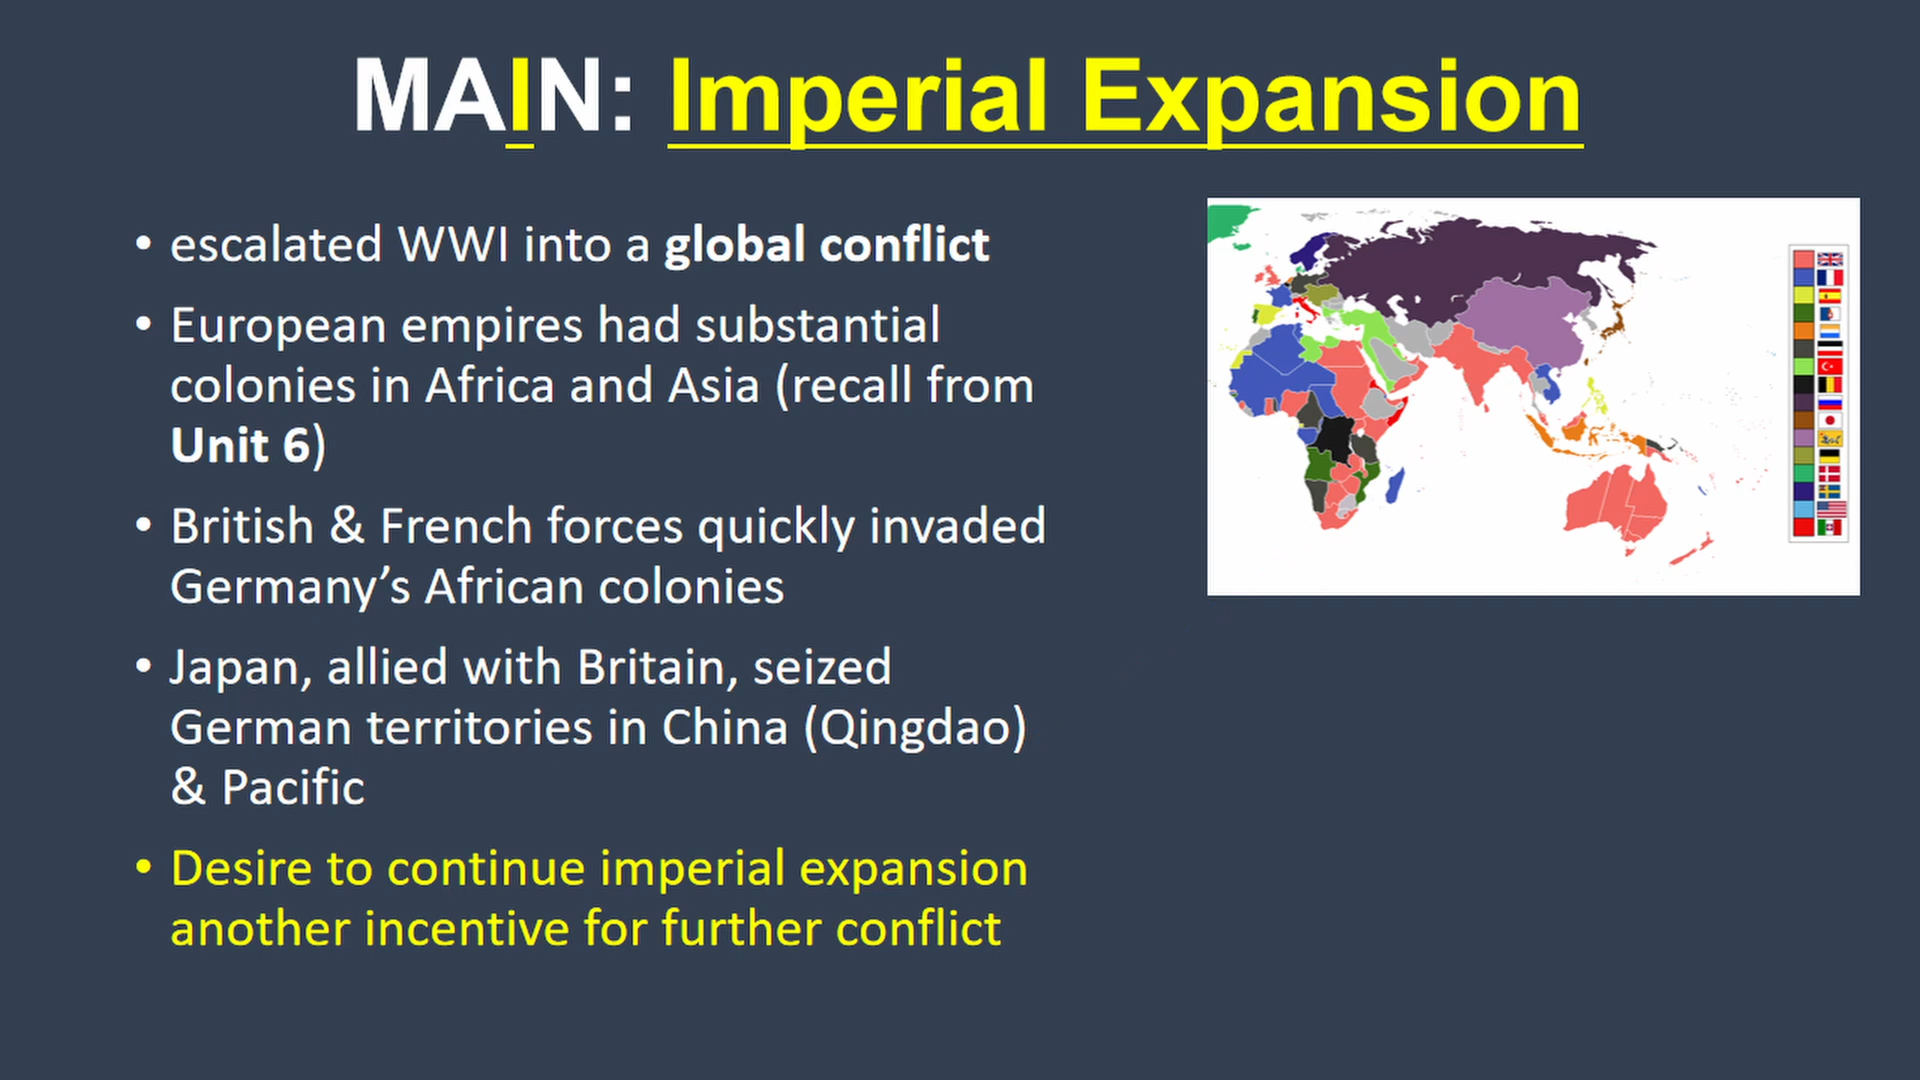 MAIN: Imperial Expansion
• escalated WWI into a global conflict
• European empires had substantial
colonies in Africa and Asia (recall from
Unit 6)
• British & French forces quickly invaded
Germany’s African colonies
• Japan, allied with Britain, seized
German territories in China (Qingdao)
& Pacific
• Desire to continue imperial expansion
another incentive for further conflict